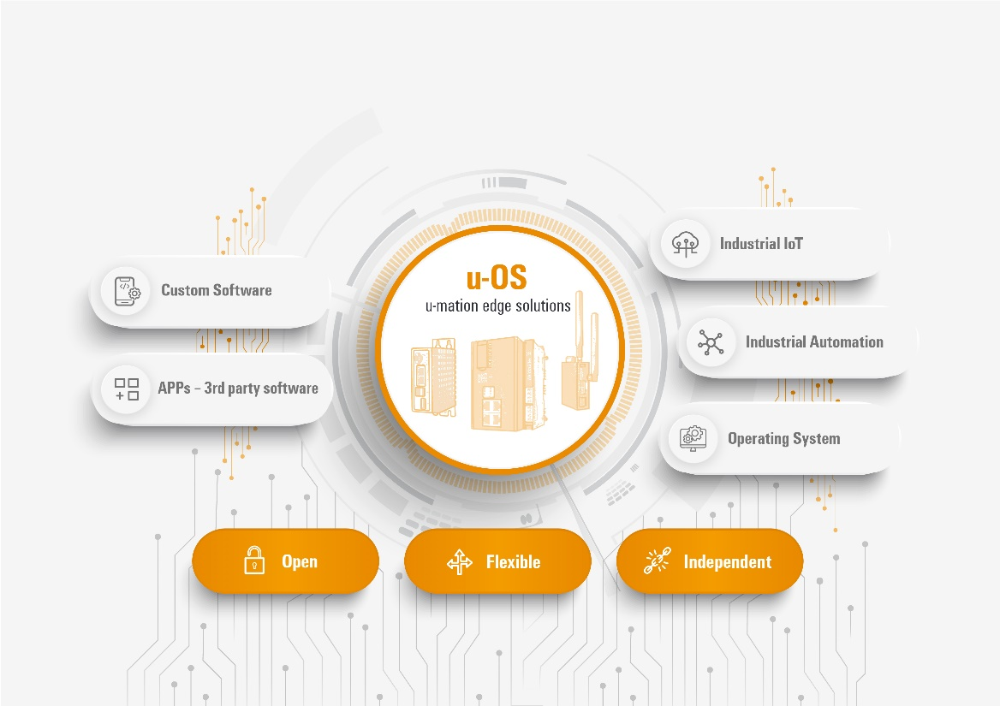 u-OS
u-mation edge solutions
Custom Software
APPs – 3rd party software
Industrial IoT
Industrial Automation
Operating System
Open
Flexible
Independent